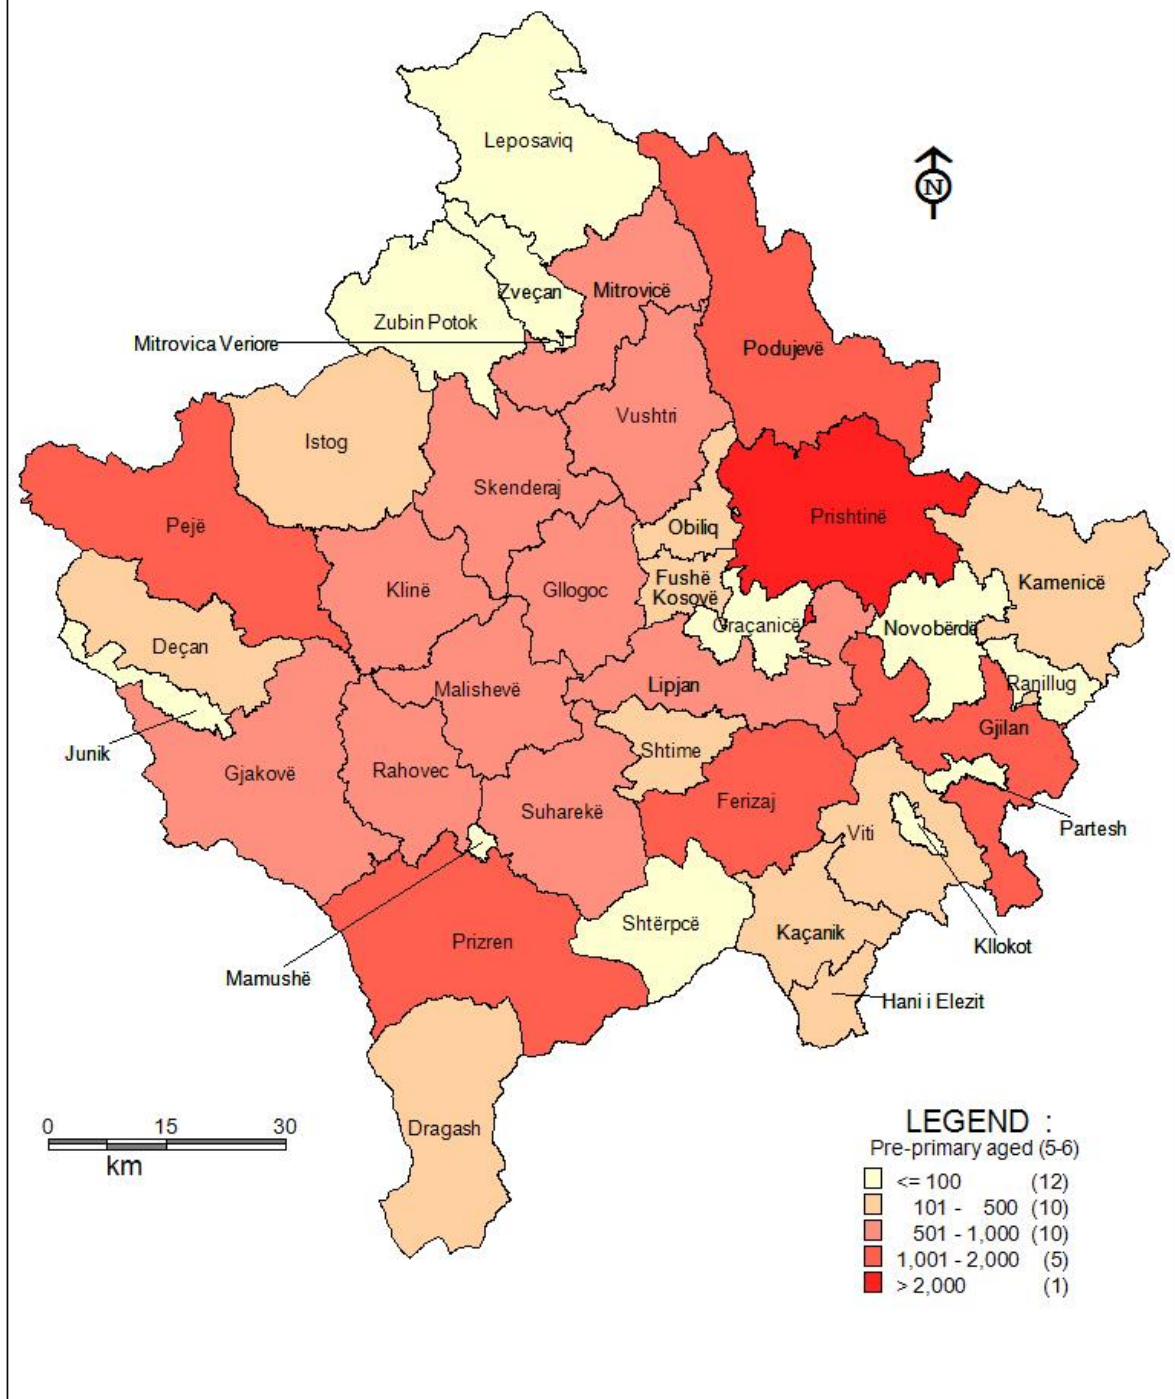 Leposaviq
N
Zveçan
Mitrovicë
Zubin Potok
Mitrovica Veriore
Podujevë
Vushtri
Istog
Skenderaj
Pejë
Prishtinë
Obiliq
Fushë
Kosovë
Kamenicë
Klinë
Gllogoc
Graçanicë
Novobërdë
Deçan
Malishevë
Lipjan
Ranillug
Gjilan
Junik
Shtime
Gjakovë
Rahovec
Suharekë
Ferizaj
Viti
Partesh
Shtërpcë
Kaçanik
Prizren
Kllokot
Mamushë
Hani i Elezit
Dragash
0 15 30
km
LEGEND :
Pre-primary aged (5-6)
<= 100 (12)
101 - 500 (10)
501 - 1,000 (10)
1,001 - 2,000 (5)
> 2,000 (1)